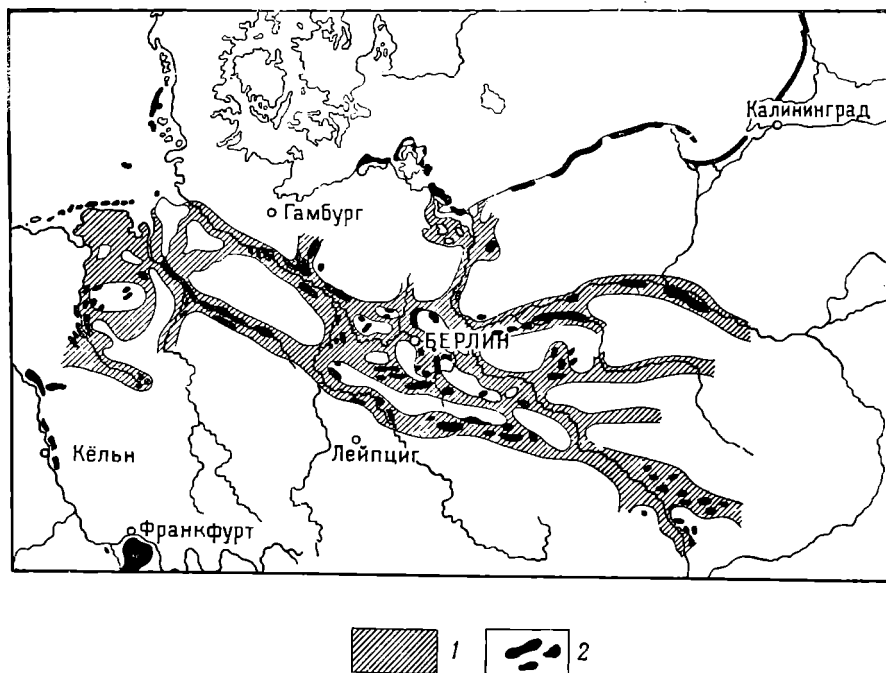 Калининград
Гамбург
БЕРЛИН
Лейпциг
Кёльн
Франкфурт
1
2